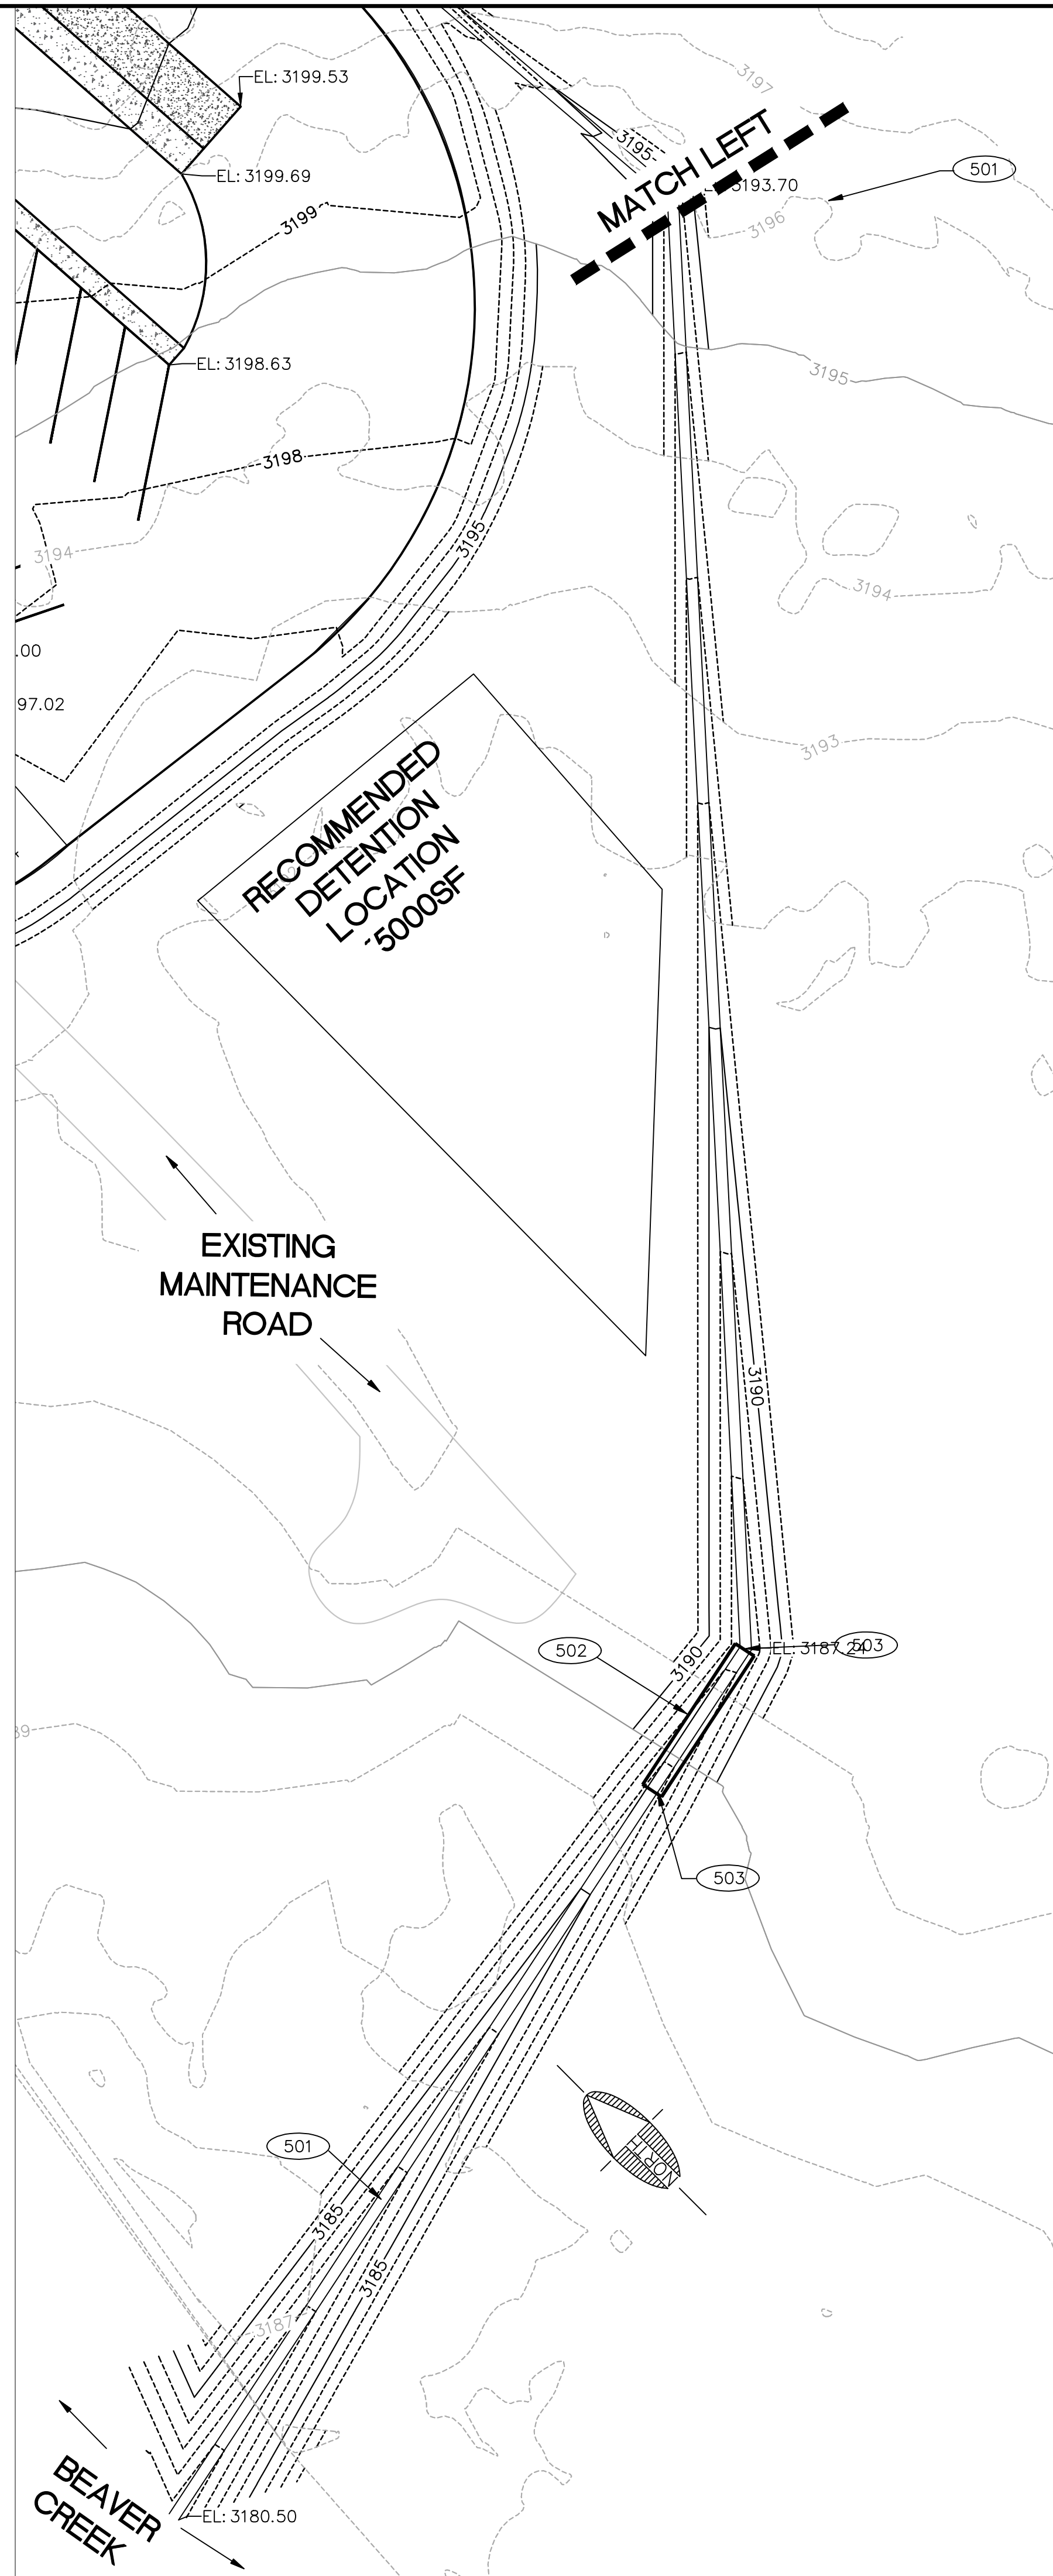 EL: 3199.53
3197
3195
MATCH LEFT
3193.70
501
EL: 3199.69
3199
3196
EL: 3198.63
3195
3198
3195
3194
3194
.00
97.02
3193
RECOMMENDED
DETENTION
LOCATION
~5000SF
EXISTING
MAINTENANCE
ROAD
3190
502
3190
EL: 3187.24
503
89
503
NORTH
501
3185
3185
3187
BEAVER
CREEK
EL: 3180.50